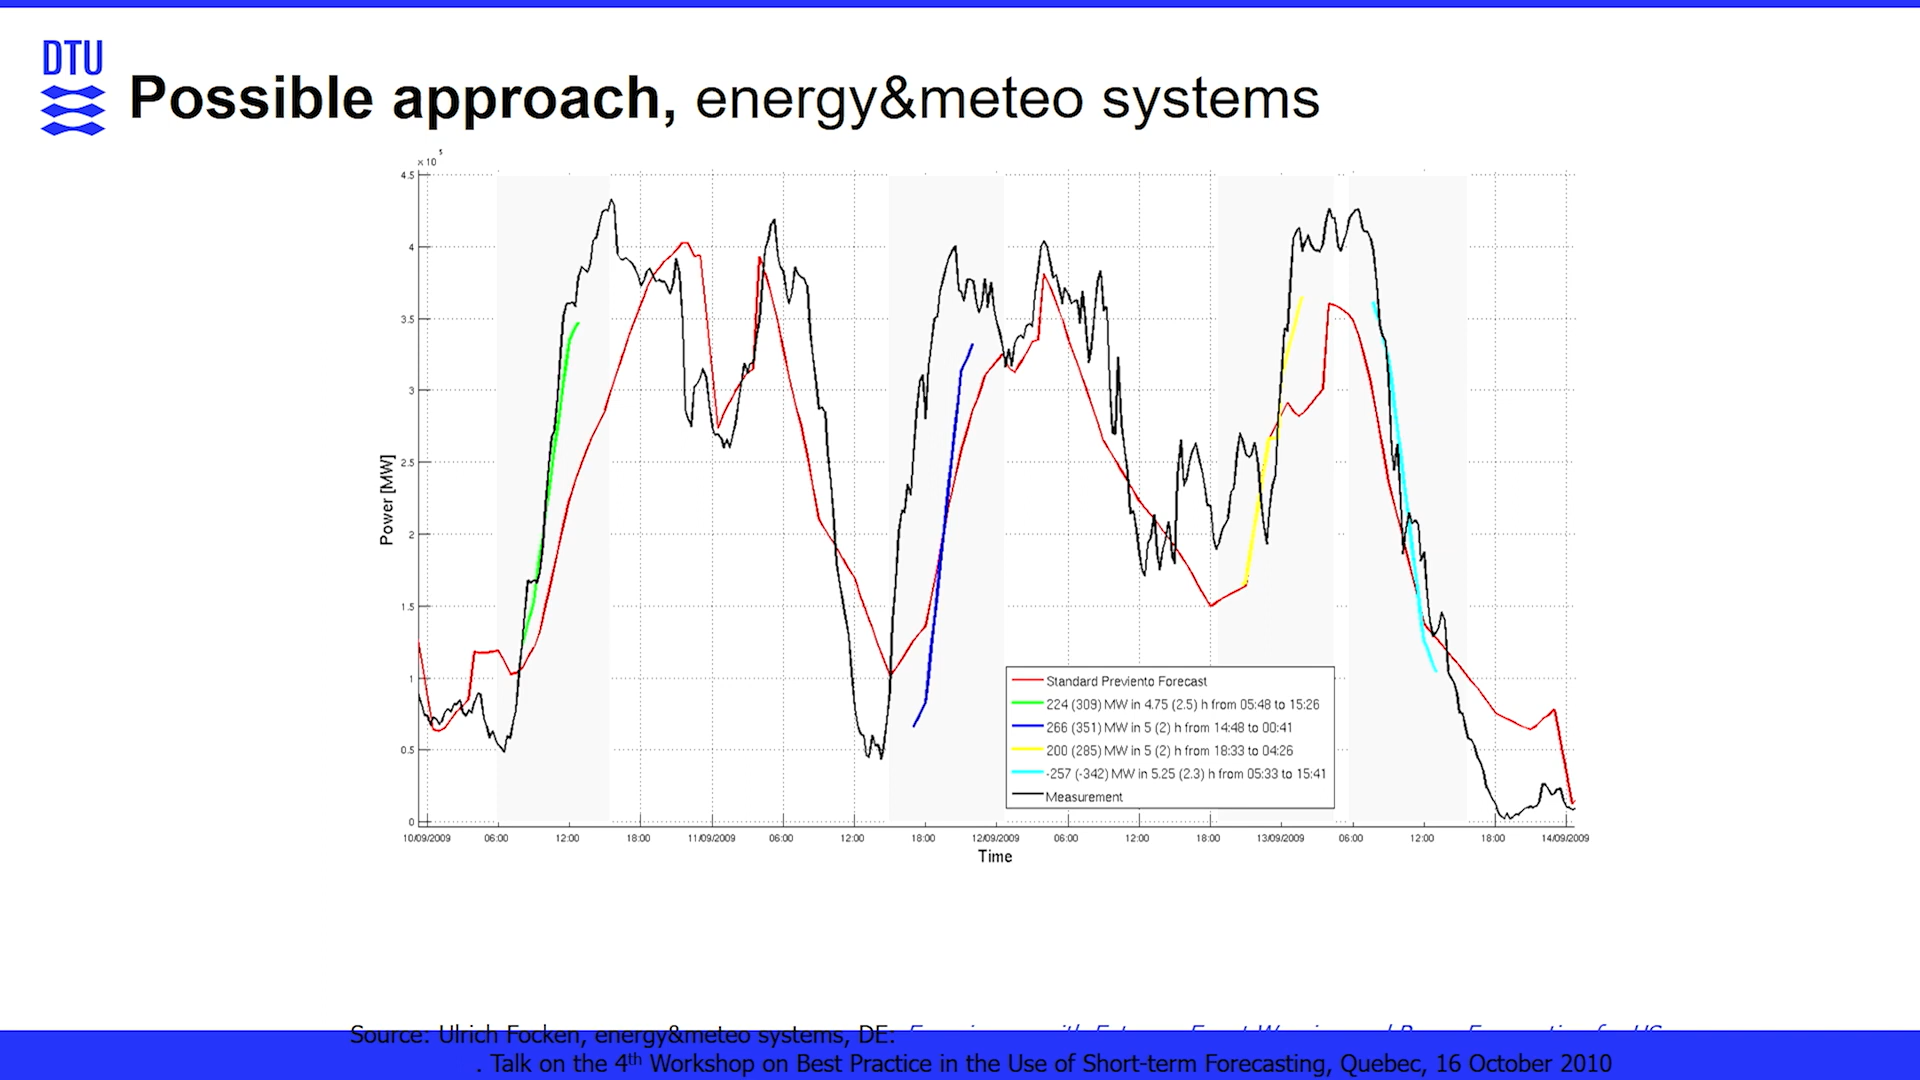 DTU
Possible approach, energy&meteo systems
× 10 5
4.5
4
3.5
3
2.5
2
1.5
1
0.5
0
Power [MW]
Standard Previento Forecast
224 (309) MW in 4.75 (2.5) h from 05:48 to 15:26
266 (351) MW in 5 (2) h from 14:48 to 00:41
200 (285) MW in 5 (2) h from 18:33 to 04:26
-257 (-342) MW in 5.25 (2.3) h from 05:33 to 15:41
Measurement
10/09/2009 06:00 12:00 18:00 11/09/2009 06:00 12:00 18:00 12/09/2009 06:00 12:00 18:00 13/09/2009 06:00 12:00 18:00 14/09/2009
Time
Source: Ulrich Focken, energy&meteo systems, DE:
. Talk on the 4th Workshop on Best Practice in the Use of Short-term Forecasting, Quebec, 16 October 2010